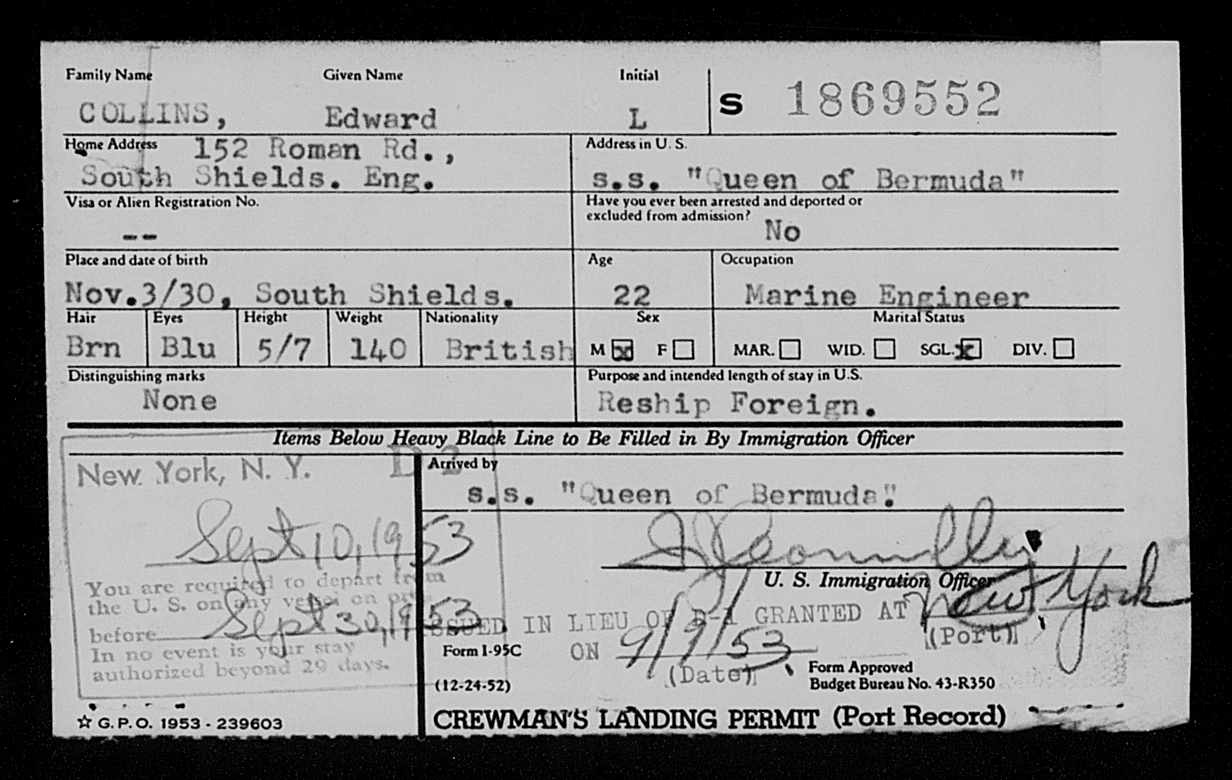 Family Name Given Name Initial
COLLINS, Edward L S 1869552
Home Address 152 Roman Rd.,
South Shields. Eng.
Address in U. S.
s.s. "Queen of Bermuda"
Visa or Alien Registration No.
--
Have you ever been arrested and deported or
excluded from admission?
No
Place and date of birth
Nov.3/30, South Shields.
Age
22
Occupation
Marine Engineer
Hair Eyes Height Weight Nationality
Brn Blu 5/7 140 British
Sex
M F
Marital Status
MAR. WID. SGL. DIV.
Distinguishing marks
None
Purpose and intended length of stay in U.S.
Reship Foreign.
Items Below Heavy Black Line to Be Filled in By Immigration Officer
New York, N. Y. D 2
Sept 10, 1953
You are required to depart from
the U. S. on any vessel on or
before Sept 30, 1953
In no event is your stay
authorized beyond 29 days.
Arrived by
s.s. "Queen of Bermuda".
U. S. Immigration Officer
ISSUED IN LIEU OF D-1 GRANTED AT New York
(Port)
ON 9/9/53
(Date)
Form I-95C
(12-24-52)
Form Approved
Budget Bureau No. 43-R350
☆ G. P. O. 1953 - 239603
CREWMAN'S LANDING PERMIT (Port Record)